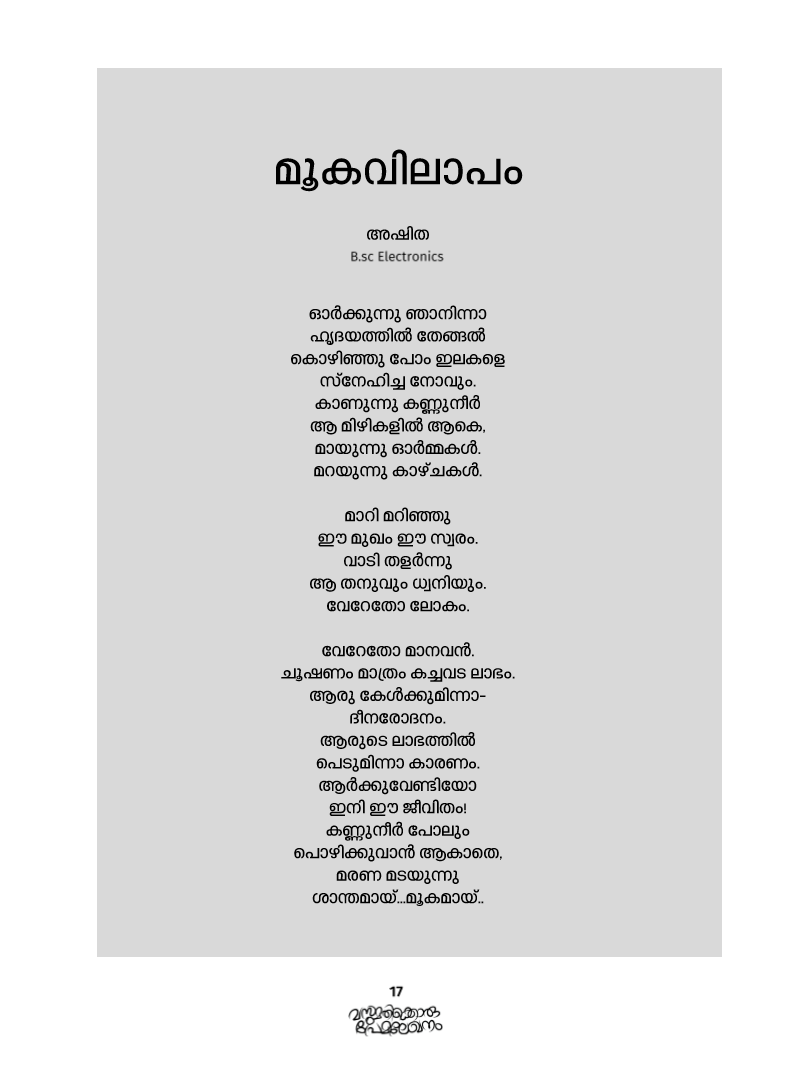 മൂകവിലാപം
അഷിത
B.sc Electronics
ഓർക്കുന്നു ഞാനിന്നാ
ഹൃദയത്തിൽ തേങ്ങൽ
കൊഴിഞ്ഞു പോം ഇലകളെ
സ്നേഹിച്ച നോവും.
കാണുന്നു കണ്ണുനീർ
ആ മിഴികളിൽ ആകെ,
മായുന്നു ഓർമ്മകൾ.
മറയുന്നു കാഴ്ചകൾ.
മാറി മറിഞ്ഞു
ഈ മുഖം ഈ സ്വരം.
വാടി തളർന്നു
ആ തനുവും ധ്വനിയും.
വേറേതോ ലോകം.
വേറേതോ മാനവൻ.
ചൂഷണം മാത്രം കച്ചവട ലാഭം.
ആരു കേൾക്കുമിന്നാ-
ദീനരോദനം.
ആരുടെ ലാഭത്തിൽ
പെടുമിന്നാ കാരണം.
ആർക്കുവേണ്ടിയോ
ഇനി ഈ ജീവിതം!
കണ്ണുനീർ പോലും
പൊഴിക്കുവാൻ ആകാതെ,
മരണ മടയുന്നു
ശാന്തമായ്...മൂകമായ്..
17